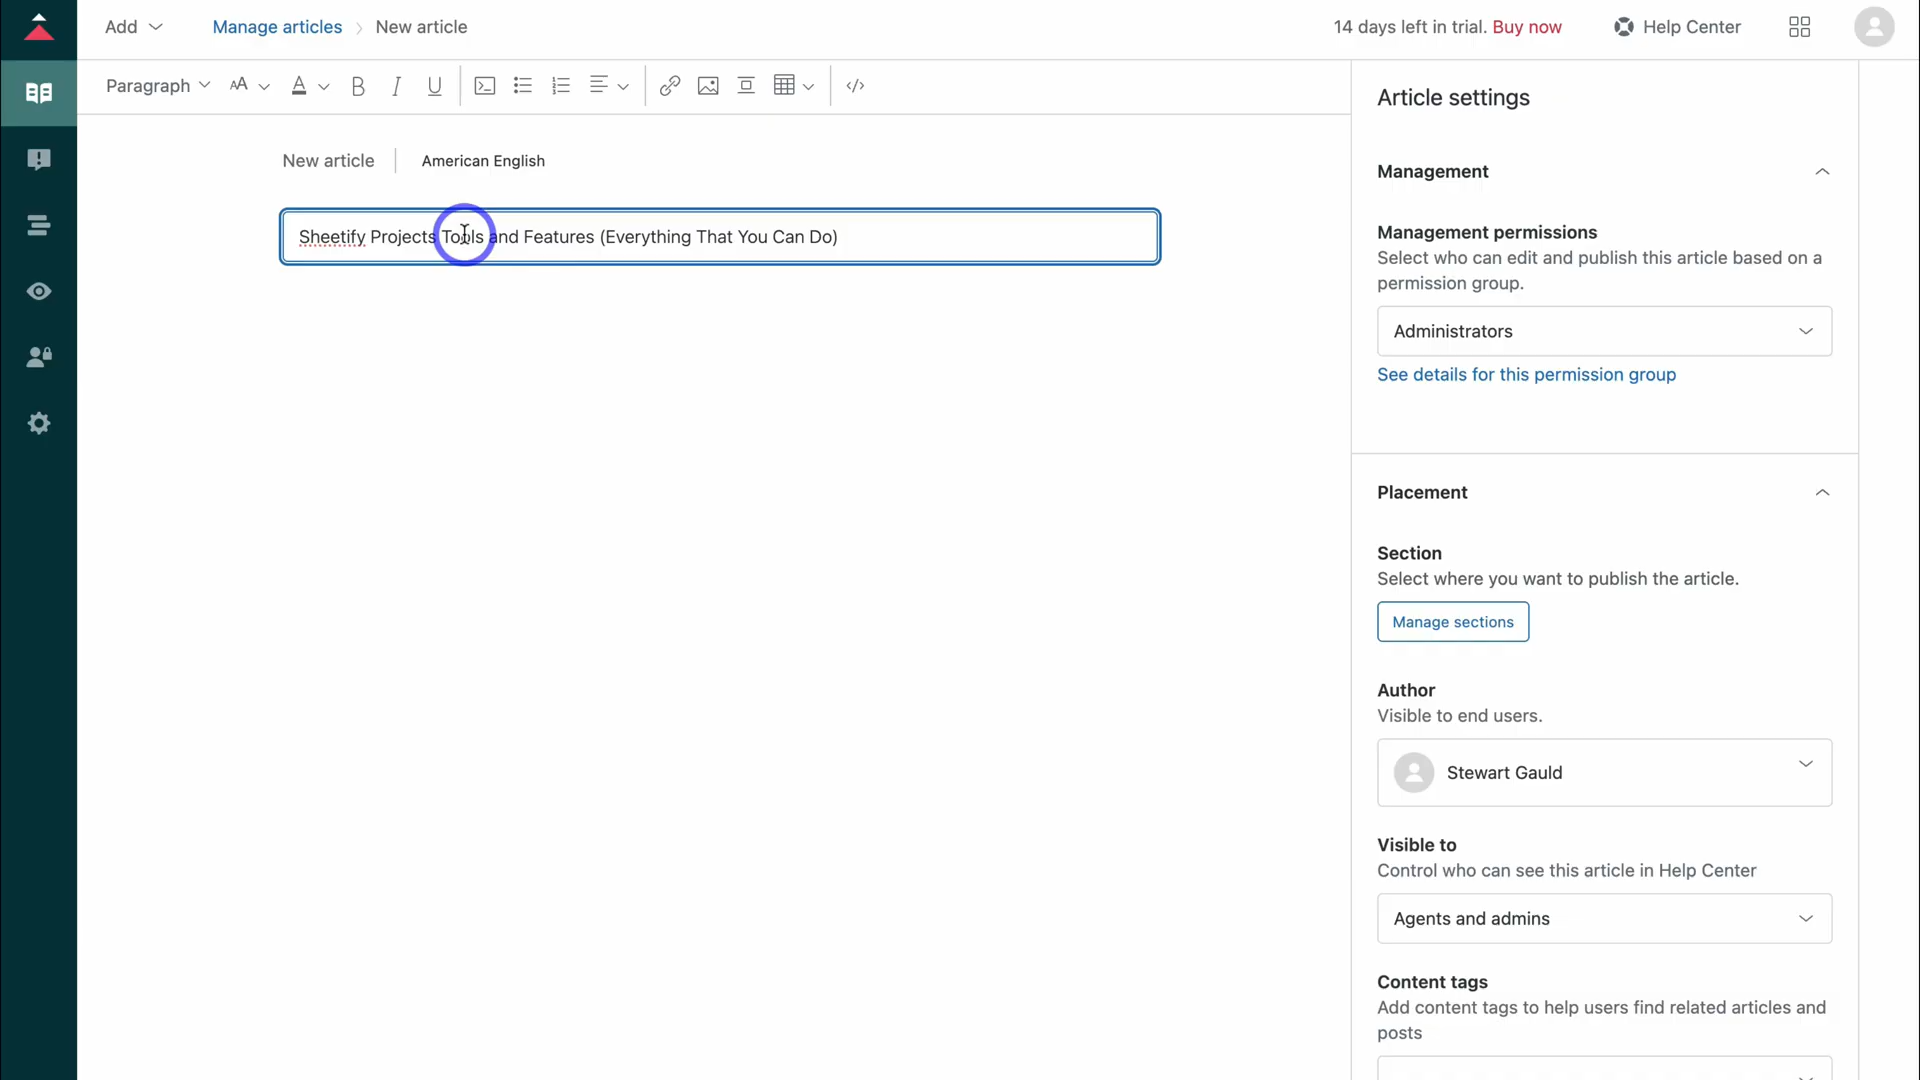 Add
Manage articles
New article
14 days left in trial. Buy now
Help Center
Paragraph
AA
A
B
I
U
New article
American English
Sheetify Projects Tools and Features (Everything That You Can Do)
Article settings
Management
Management permissions
Select who can edit and publish this article based on a
permission group.
Administrators
See details for this permission group
Placement
Section
Select where you want to publish the article.
Manage sections
Author
Visible to end users.
Stewart Gauld
Visible to
Control who can see this article in Help Center
Agents and admins
Content tags
Add content tags to help users find related articles and
posts